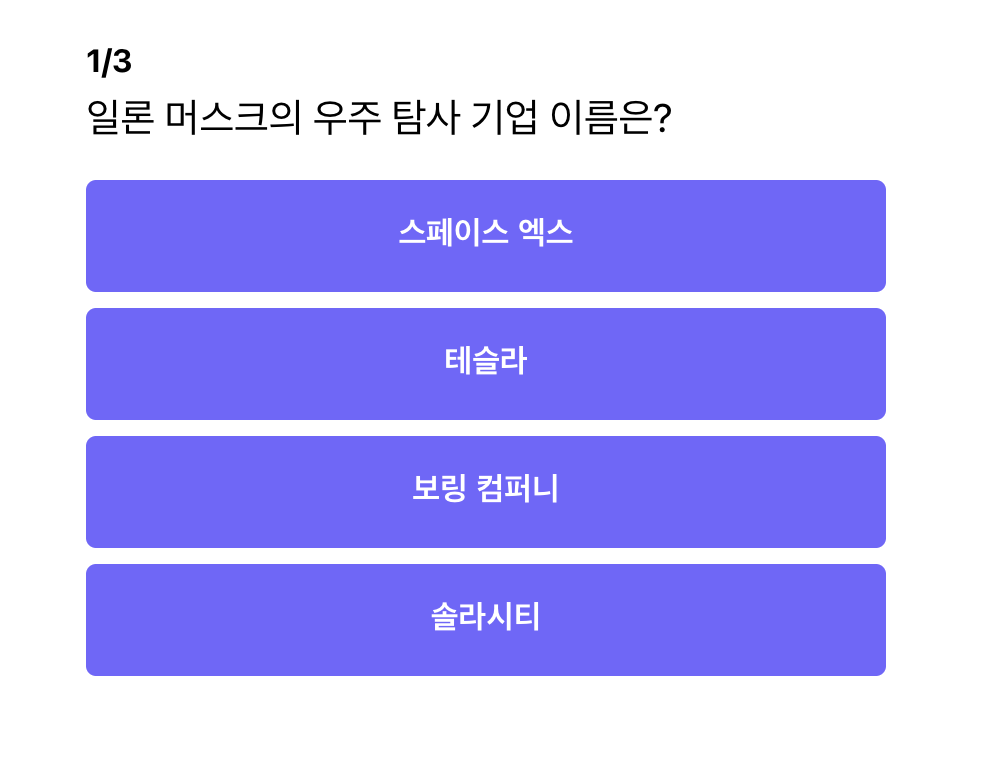 1/3
일론 머스크의 우주 탐사 기업 이름은?
스페이스 엑스
테슬라
보링 컴퍼니
솔라시티